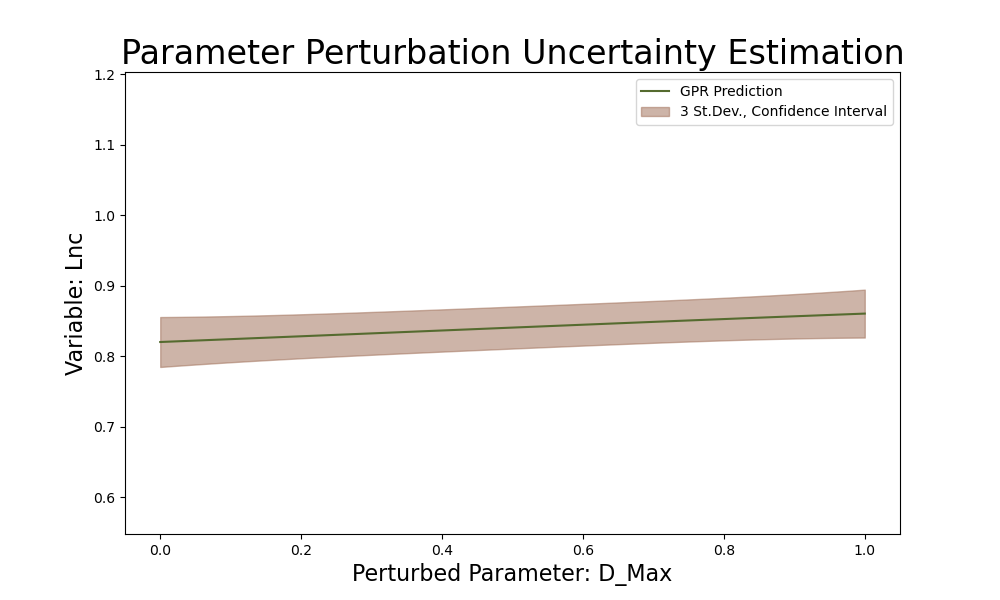 Parameter Perturbation Uncertainty Estimation
GPR Prediction
3 St.Dev., Confidence Interval
Variable: Lnc
1.2
1.1
1.0
0.9
0.8
0.7
0.6
0.0 0.2 0.4 0.6 0.8 1.0
Perturbed Parameter: D_Max